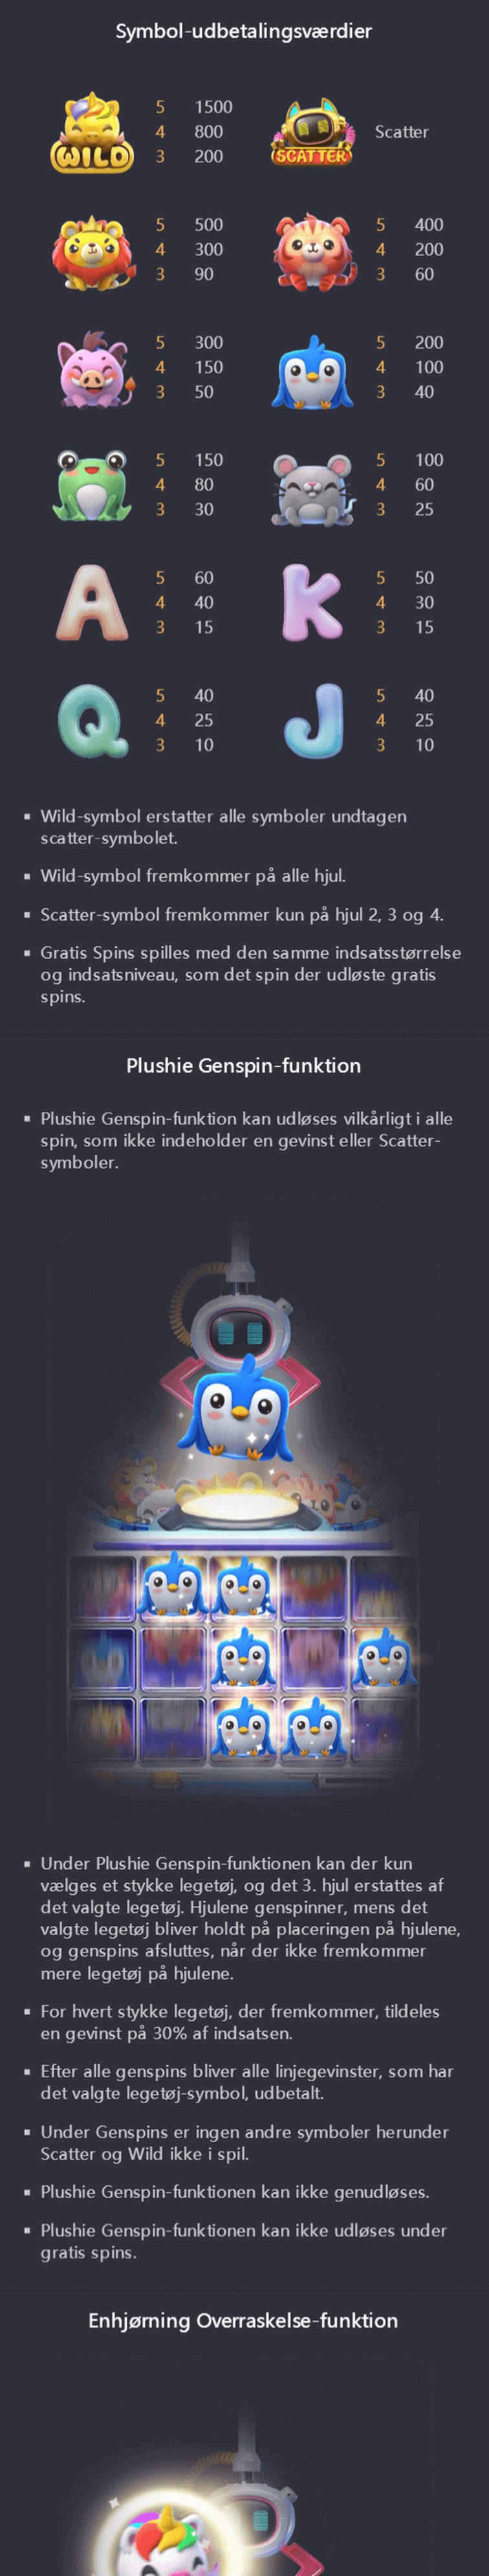 Symbol-udbetalingsværdier
5 1500
4 800
3 200
WILD
SCATTER
Scatter
5 500
4 300
3 90
5 400
4 200
3 60
5 300
4 150
3 50
5 200
4 100
3 40
5 150
4 80
3 30
5 100
4 60
3 25
A
5 60
4 40
3 15
K
5 50
4 30
3 15
Q
5 40
4 25
3 10
J
5 40
4 25
3 10
▪ Wild-symbol erstatter alle symboler undtagen
scatter-symbolet.
▪ Wild-symbol fremkommer på alle hjul.
▪ Scatter-symbol fremkommer kun på hjul 2, 3 og 4.
▪ Gratis Spins spilles med den samme indsatsstørrelse
og indsatsniveau, som det spin der udløste gratis
spins.
Plushie Genspin-funktion
▪ Plushie Genspin-funktion kan udløses vilkårligt i alle
spin, som ikke indeholder en gevinst eller Scatter-
symboler.
▪ Under Plushie Genspin-funktionen kan der kun
vælges et stykke legetøj, og det 3. hjul erstattes af
det valgte legetøj. Hjulene genspinner, mens det
valgte legetøj bliver holdt på placeringen på hjulene,
og genspins afsluttes, når der ikke fremkommer
mere legetøj på hjulene.
▪ For hvert stykke legetøj, der fremkommer, tildeles
en gevinst på 30% af indsatsen.
▪ Efter alle genspins bliver alle linjegevinster, som har
det valgte legetøj-symbol, udbetalt.
▪ Under Genspins er ingen andre symboler herunder
Scatter og Wild ikke i spil.
▪ Plushie Genspin-funktionen kan ikke genudløses.
▪ Plushie Genspin-funktionen kan ikke udløses under
gratis spins.
Enhjørning Overraskelse-funktion